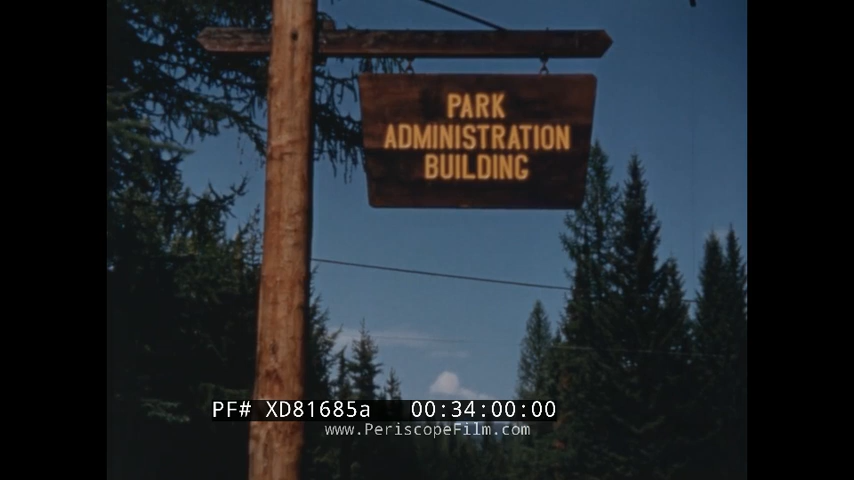 PARK
ADMINISTRATION
BUILDING
PF# XD81685a 00:34:00:00
www.PeriscopeFilm.com